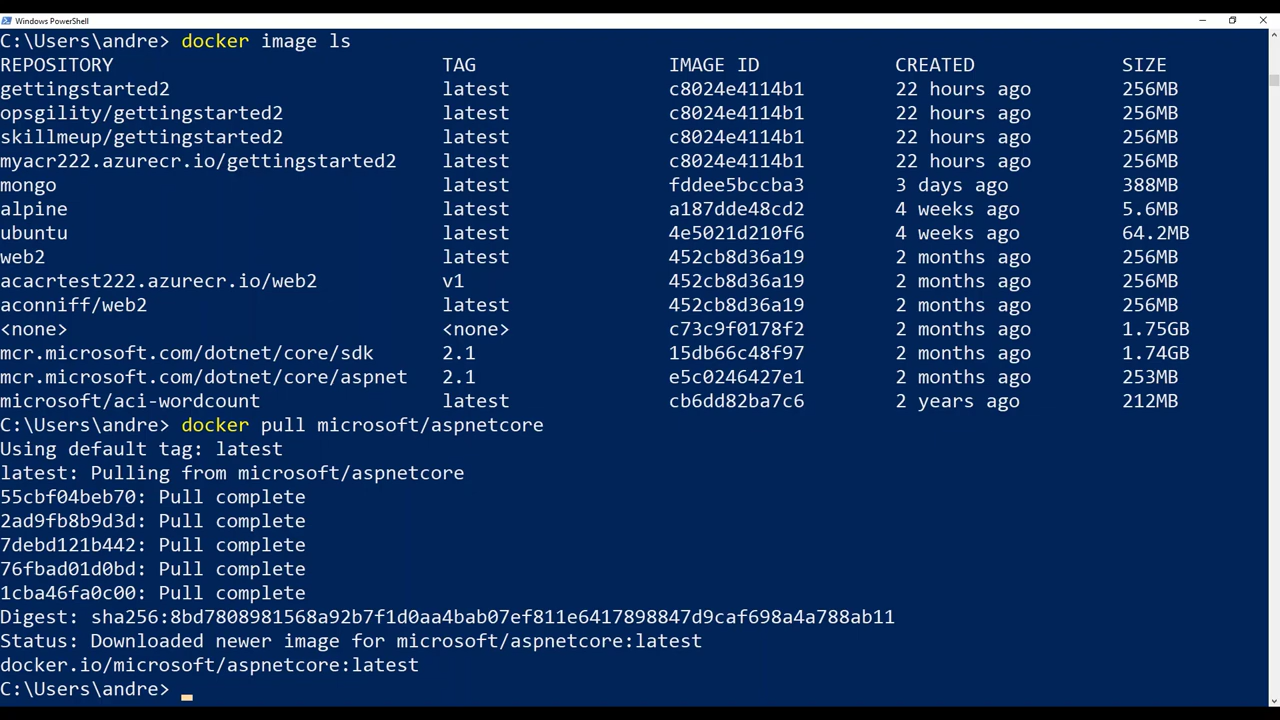 Windows PowerShell
C:\Users\andre> docker image ls
REPOSITORY TAG IMAGE ID CREATED SIZE
gettingstarted2 latest c8024e4114b1 22 hours ago 256MB
opsgility/gettingstarted2 latest c8024e4114b1 22 hours ago 256MB
skillmeup/gettingstarted2 latest c8024e4114b1 22 hours ago 256MB
myacr222.azurecr.io/gettingstarted2 latest c8024e4114b1 22 hours ago 256MB
mongo latest fddee5bccba3 3 days ago 388MB
alpine latest a187dde48cd2 4 weeks ago 5.6MB
ubuntu latest 4e5021d210f6 4 weeks ago 64.2MB
web2 latest 452cb8d36a19 2 months ago 256MB
acacrtest222.azurecr.io/web2 v1 452cb8d36a19 2 months ago 256MB
aconniff/web2 latest 452cb8d36a19 2 months ago 256MB
<none> <none> c73c9f0178f2 2 months ago 1.75GB
mcr.microsoft.com/dotnet/core/sdk 2.1 15db66c48f97 2 months ago 1.74GB
mcr.microsoft.com/dotnet/core/aspnet 2.1 e5c0246427e1 2 months ago 253MB
microsoft/aci-wordcount latest cb6dd82ba7c6 2 years ago 212MB
C:\Users\andre> docker pull microsoft/aspnetcore
Using default tag: latest
latest: Pulling from microsoft/aspnetcore
55cbf04beb70: Pull complete
2ad9fb8b9d3d: Pull complete
7debd121b442: Pull complete
76fbad01d0bd: Pull complete
1cba46fa0c00: Pull complete
Digest: sha256:8bd7808981568a92b7f1d0aa4bab07ef811e6417898847d9caf698a4a788ab11
Status: Downloaded newer image for microsoft/aspnetcore:latest
docker.io/microsoft/aspnetcore:latest
C:\Users\andre>